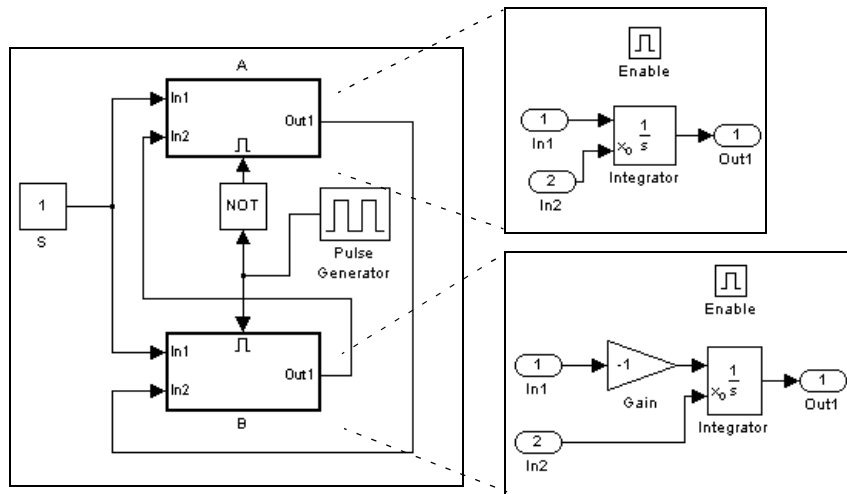 A
In1
In2
Out1
1
S
NOT
Pulse
Generator
In1
In2
Out1
B
Enable
1
In1
2
In2
x₀
1
s
Integrator
1
Out1
Enable
1
In1
-1
Gain
2
In2
x₀
1
s
Integrator
1
Out1